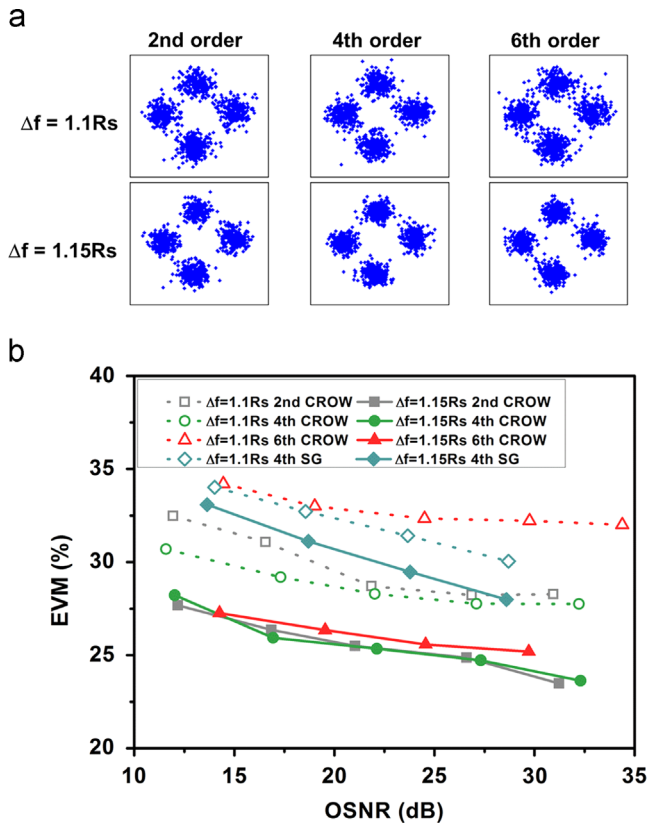 a
2nd order 4th order 6th order
Δf = 1.1Rs
Δf = 1.15Rs
b
40
35
30
25
20
EVM (%)
Δf=1.1Rs 2nd CROW Δf=1.15Rs 2nd CROW
Δf=1.1Rs 4th CROW Δf=1.15Rs 4th CROW
Δf=1.1Rs 6th CROW Δf=1.15Rs 6th CROW
Δf=1.1Rs 4th SG Δf=1.15Rs 4th SG
10 15 20 25 30 35
OSNR (dB)